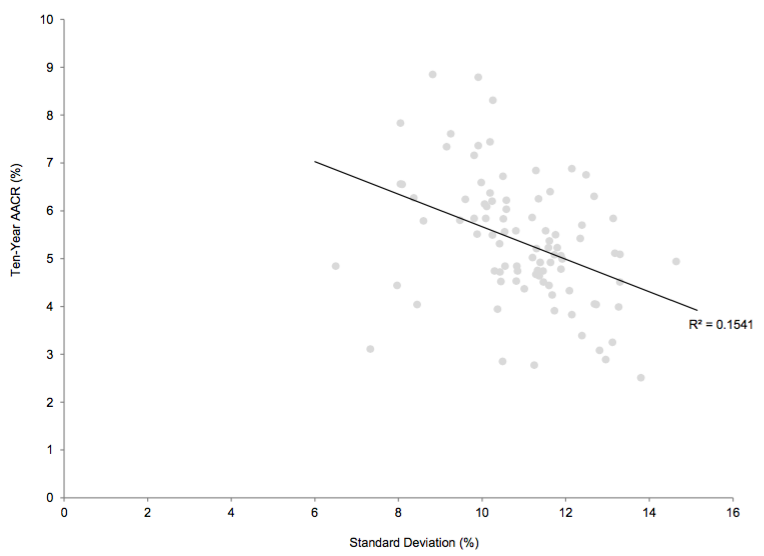 10
9
8
7
6
5
4
3
2
1
0
Ten-Year AACR (%)
R² = 0.1541
0 2 4 6 8 10 12 14 16
Standard Deviation (%)